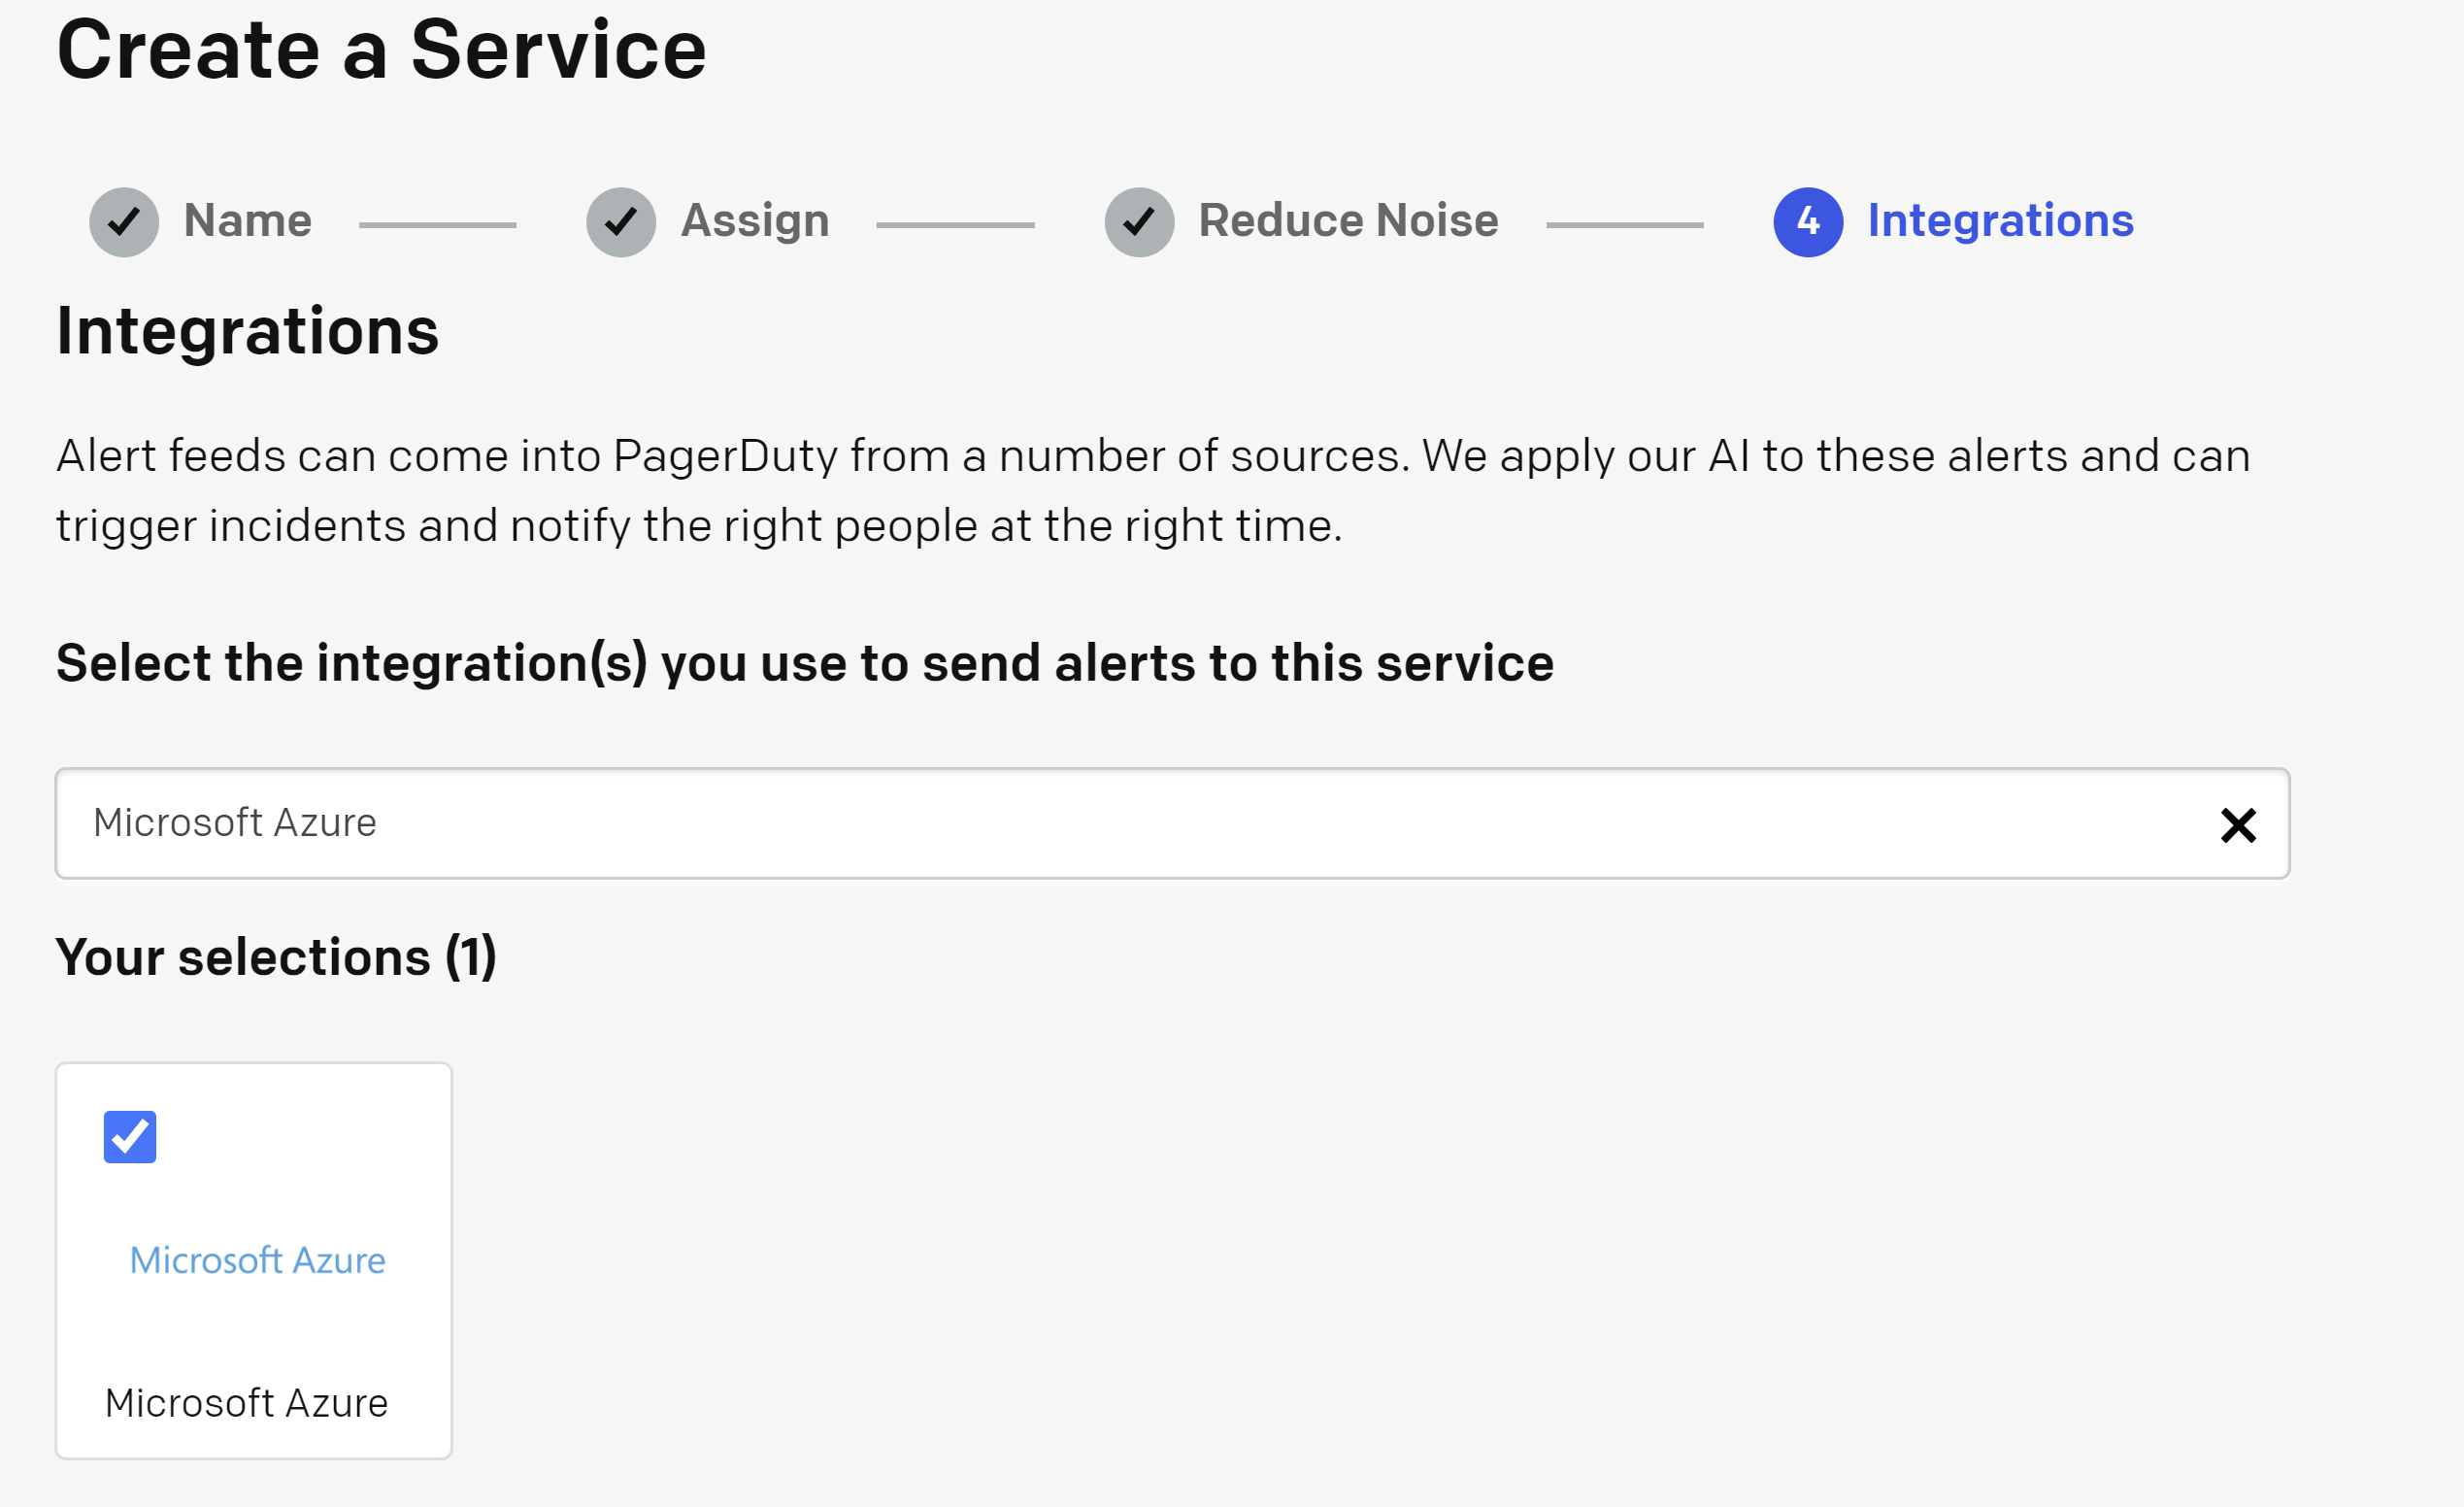 Create a Service
Name
Assign
Reduce Noise
4 Integrations
Integrations
Alert feeds can come into PagerDuty from a number of sources. We apply our AI to these alerts and can
trigger incidents and notify the right people at the right time.
Select the integration(s) you use to send alerts to this service
Microsoft Azure
Your selections (1)
Microsoft Azure
Microsoft Azure